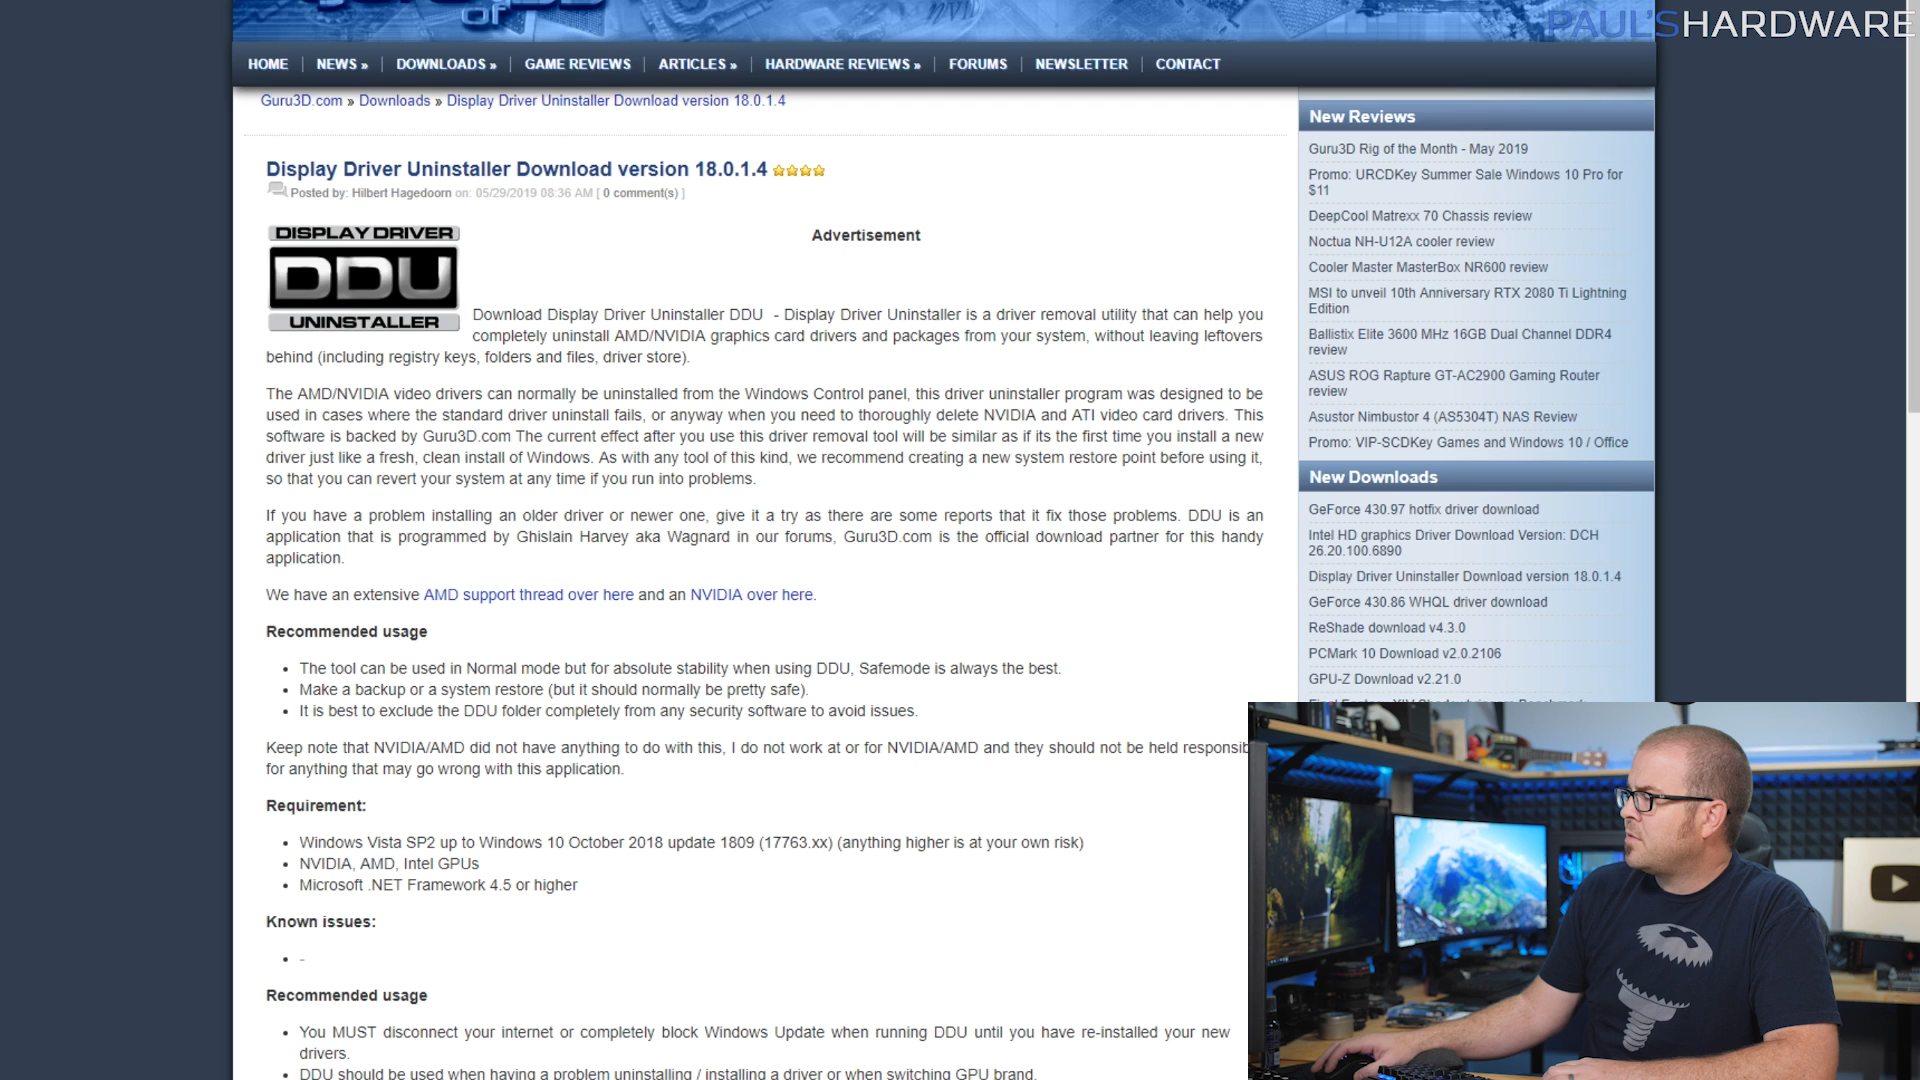 of
PAUL'SHARDWARE
HOME
NEWS »
DOWNLOADS »
GAME REVIEWS
ARTICLES »
HARDWARE REVIEWS »
FORUMS
NEWSLETTER
CONTACT
Guru3D.com » Downloads » Display Driver Uninstaller Download version 18.0.1.4
Display Driver Uninstaller Download version 18.0.1.4
Posted by: Hilbert Hagedoorn on: 05/29/2019 08:36 AM [ 0 comment(s) ]
DISPLAY DRIVER
DDU
UNINSTALLER
Advertisement
Download Display Driver Uninstaller DDU - Display Driver Uninstaller is a driver removal utility that can help you
completely uninstall AMD/NVIDIA graphics card drivers and packages from your system, without leaving leftovers
behind (including registry keys, folders and files, driver store).
The AMD/NVIDIA video drivers can normally be uninstalled from the Windows Control panel, this driver uninstaller program was designed to be
used in cases where the standard driver uninstall fails, or anyway when you need to thoroughly delete NVIDIA and ATI video card drivers. This
software is backed by Guru3D.com The current effect after you use this driver removal tool will be similar as if its the first time you install a new
driver just like a fresh, clean install of Windows. As with any tool of this kind, we recommend creating a new system restore point before using it,
so that you can revert your system at any time if you run into problems.
If you have a problem installing an older driver or newer one, give it a try as there are some reports that it fix those problems. DDU is an
application that is programmed by Ghislain Harvey aka Wagnard in our forums, Guru3D.com is the official download partner for this handy
application.
We have an extensive AMD support thread over here and an NVIDIA over here.
Recommended usage
• The tool can be used in Normal mode but for absolute stability when using DDU, Safemode is always the best.
• Make a backup or a system restore (but it should normally be pretty safe).
• It is best to exclude the DDU folder completely from any security software to avoid issues.
Keep note that NVIDIA/AMD did not have anything to do with this, I do not work at or for NVIDIA/AMD and they should not be held responsib
for anything that may go wrong with this application.
Requirement:
• Windows Vista SP2 up to Windows 10 October 2018 update 1809 (17763.xx) (anything higher is at your own risk)
• NVIDIA, AMD, Intel GPUs
• Microsoft .NET Framework 4.5 or higher
Known issues:
• -
Recommended usage
• You MUST disconnect your internet or completely block Windows Update when running DDU until you have re-installed your new
drivers.
• DDU should be used when having a problem uninstalling / installing a driver or when switching GPU brand.
New Reviews
Guru3D Rig of the Month - May 2019
Promo: URCDKey Summer Sale Windows 10 Pro for
$11
DeepCool Matrexx 70 Chassis review
Noctua NH-U12A cooler review
Cooler Master MasterBox NR600 review
MSI to unveil 10th Anniversary RTX 2080 Ti Lightning
Edition
Ballistix Elite 3600 MHz 16GB Dual Channel DDR4
review
ASUS ROG Rapture GT-AC2900 Gaming Router
review
Asustor Nimbustor 4 (AS5304T) NAS Review
Promo: VIP-SCDKey Games and Windows 10 / Office
New Downloads
GeForce 430.97 hotfix driver download
Intel HD graphics Driver Download Version: DCH
26.20.100.6890
Display Driver Uninstaller Download version 18.0.1.4
GeForce 430.86 WHQL driver download
ReShade download v4.3.0
PCMark 10 Download v2.0.2106
GPU-Z Download v2.21.0